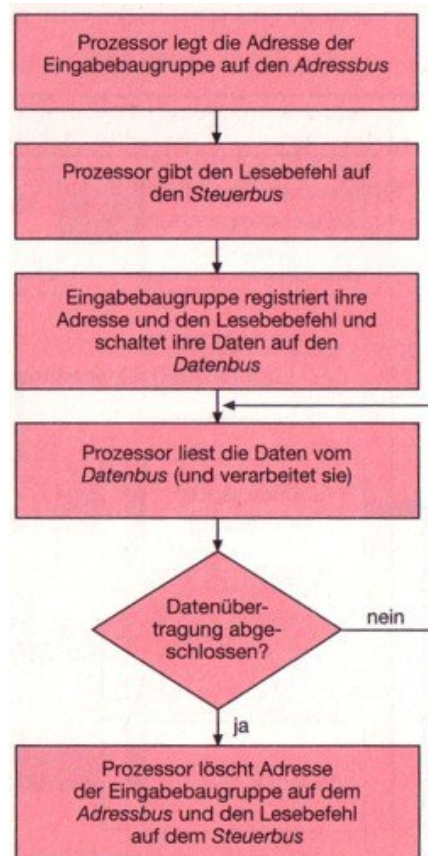 Prozessor legt die Adresse der
Eingabebaugruppe auf den Adressbus
Prozessor gibt den Lesebefehl auf
den Steuerbus
Eingabebaugruppe registriert ihre
Adresse und den Lesebebefehl und
schaltet ihre Daten auf den
Datenbus
Prozessor liest die Daten vom
Datenbus (und verarbeitet sie)
Datenüber-
tragung abge-
schlossen?
nein
ja
Prozessor löscht Adresse
der Eingabebaugruppe auf dem
Adressbus und den Lesebefehl
auf dem Steuerbus